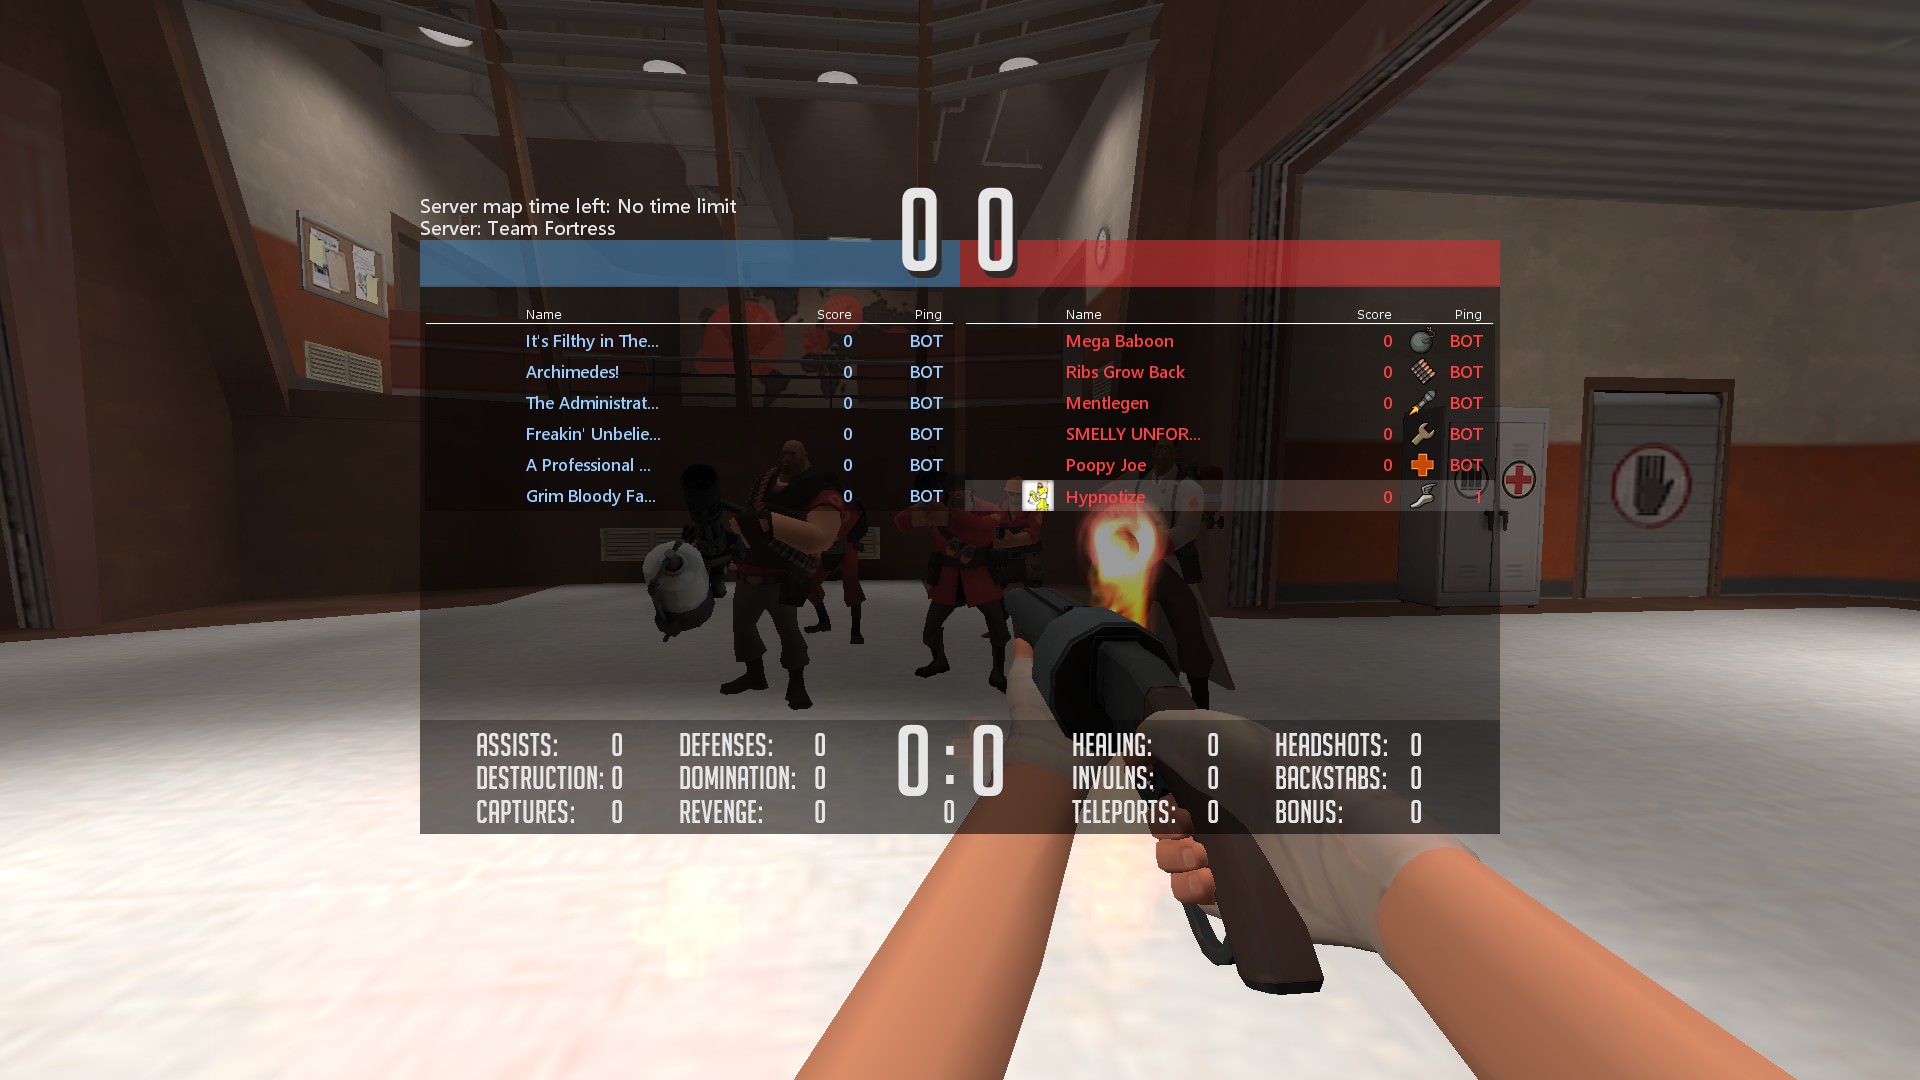 Server map time left: No time limit
Server: Team Fortress
0 0
Name Score Ping
It's Filthy in The... 0 BOT
Archimedes! 0 BOT
The Administrat... 0 BOT
Freakin' Unbelie... 0 BOT
A Professional ... 0 BOT
Grim Bloody Fa... 0 BOT
Name Score Ping
Mega Baboon 0 BOT
Ribs Grow Back 0 BOT
Mentlegen 0 BOT
SMELLY UNFOR... 0 BOT
Poopy Joe 0 BOT
Hypnotize 0 1
ASSISTS: 0
DESTRUCTION: 0
CAPTURES: 0
DEFENSES: 0
DOMINATION: 0
REVENGE: 0
0:0
0
HEALING: 0
INVULNS: 0
TELEPORTS: 0
HEADSHOTS: 0
BACKSTABS: 0
BONUS: 0